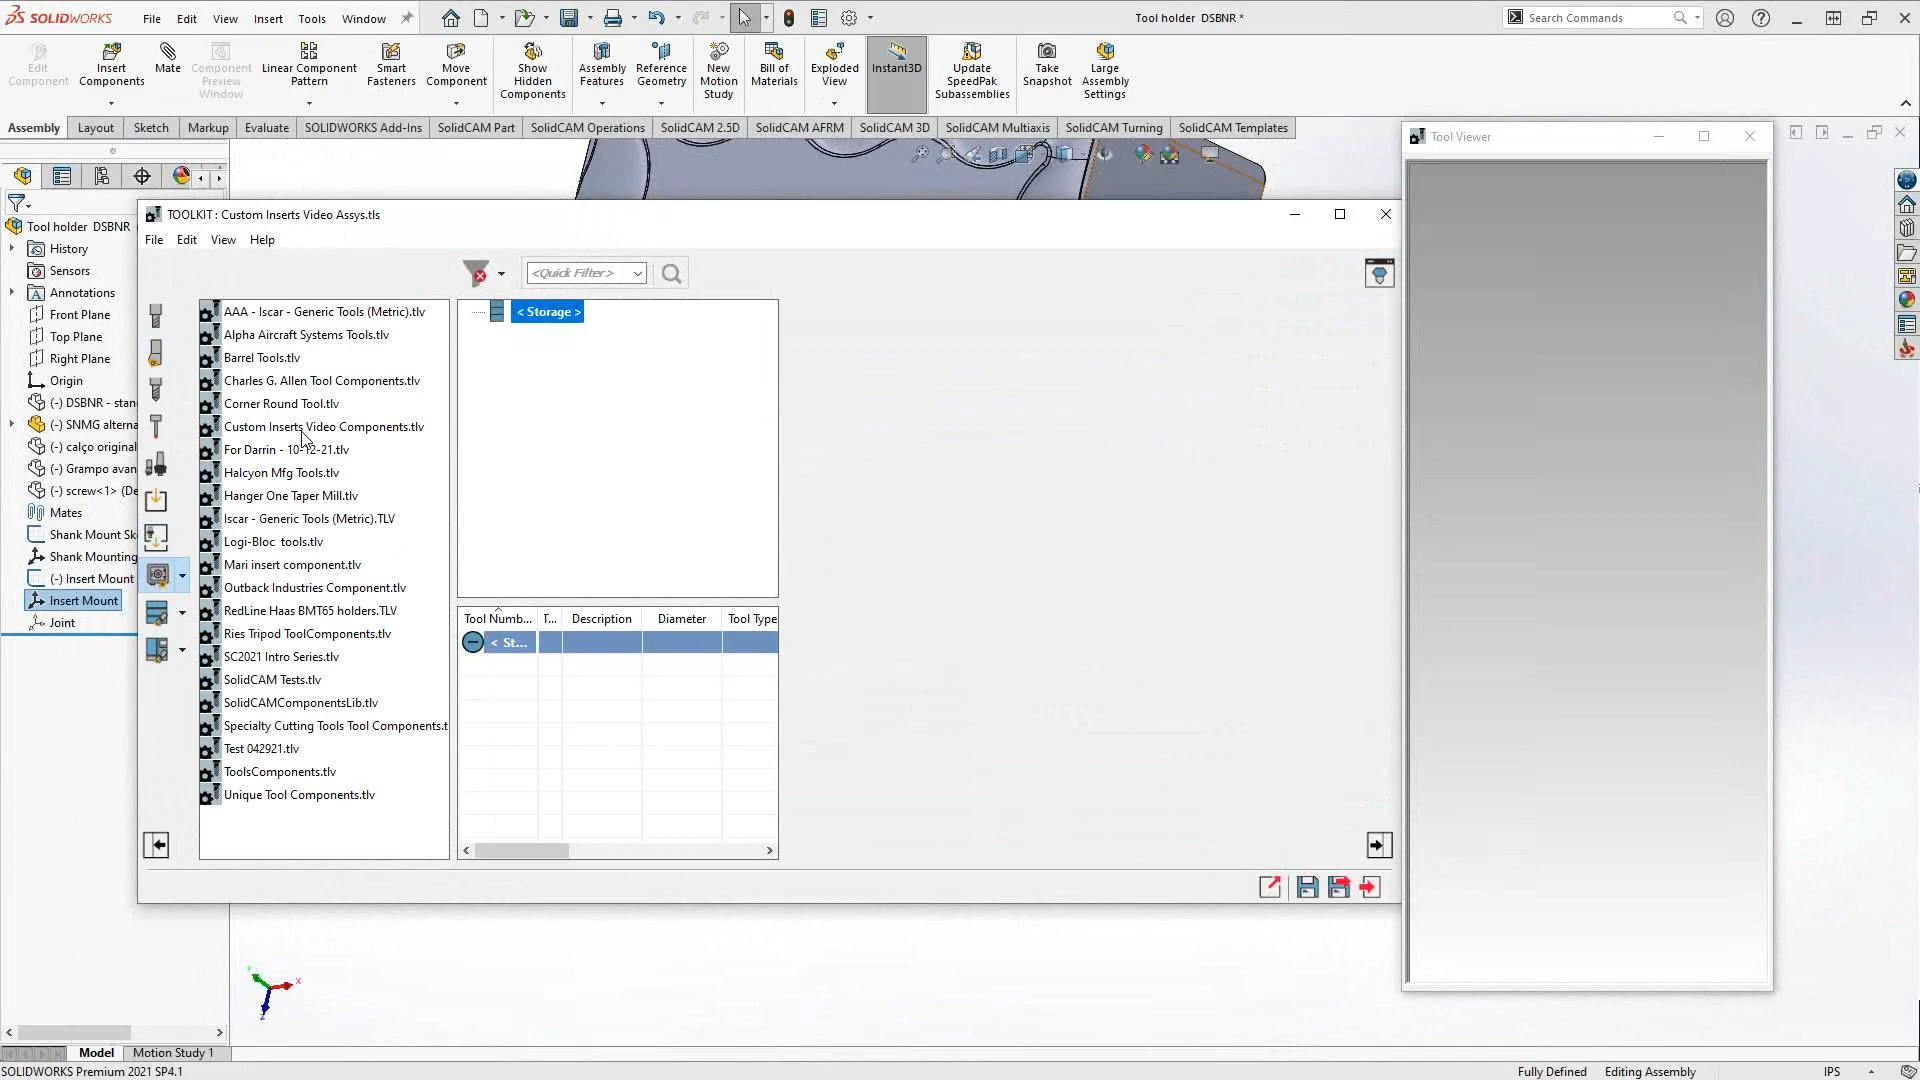 SOLIDWORKS
File Edit View Insert Tools Window
Tool holder DSBNR *
Search Commands
Edit Component
Insert Components
Mate
Component Preview Window
Linear Component Pattern
Smart Fasteners
Move Component
Show Hidden Components
Assembly Features
Reference Geometry
New Motion Study
Bill of Materials
Exploded View
Instant3D
Update SpeedPak Subassemblies
Take Snapshot
Large Assembly Settings
Assembly Layout Sketch Markup Evaluate SOLIDWORKS Add-Ins SolidCAM Part SolidCAM Operations SolidCAM 2.5D SolidCAM AFRM SolidCAM 3D SolidCAM Multiaxis SolidCAM Turning SolidCAM Templates
Tool Viewer
Tool holder DSBNR
History
Sensors
Annotations
Front Plane
Top Plane
Right Plane
Origin
(-) DSBNR - stan
(-) SNMG alterna
(-) calço original
(-) Grampo avan
(-) screw<1> (De
Mates
Shank Mount Sk
Shank Mounting
(-) Insert Mount
Insert Mount
Joint
TOOLKIT : Custom Inserts Video Assys.tls
File Edit View Help
<Quick Filter>
AAA - Iscar - Generic Tools (Metric).tlv
Alpha Aircraft Systems Tools.tlv
Barrel Tools.tlv
Charles G. Allen Tool Components.tlv
Corner Round Tool.tlv
Custom Inserts Video Components.tlv
For Darrin - 10-12-21.tlv
Halcyon Mfg Tools.tlv
Hanger One Taper Mill.tlv
Iscar - Generic Tools (Metric).TLV
Logi-Bloc tools.tlv
Mari insert component.tlv
Outback Industries Component.tlv
RedLine Haas BMT65 holders.TLV
Ries Tripod ToolComponents.tlv
SC2021 Intro Series.tlv
SolidCAM Tests.tlv
SolidCAMComponentsLib.tlv
Specialty Cutting Tools Tool Components.t
Test 042921.tlv
ToolsComponents.tlv
Unique Tool Components.tlv
< Storage >
Tool Numb... T... Description Diameter Tool Type
< St...
X
Z
Model Motion Study 1
SOLIDWORKS Premium 2021 SP4.1
Fully Defined Editing Assembly IPS